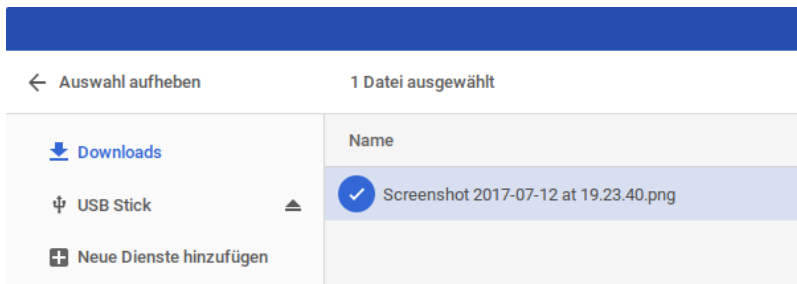 Auswahl aufheben
1 Datei ausgewählt
Downloads
USB Stick
Neue Dienste hinzufügen
Name
Screenshot 2017-07-12 at 19.23.40.png